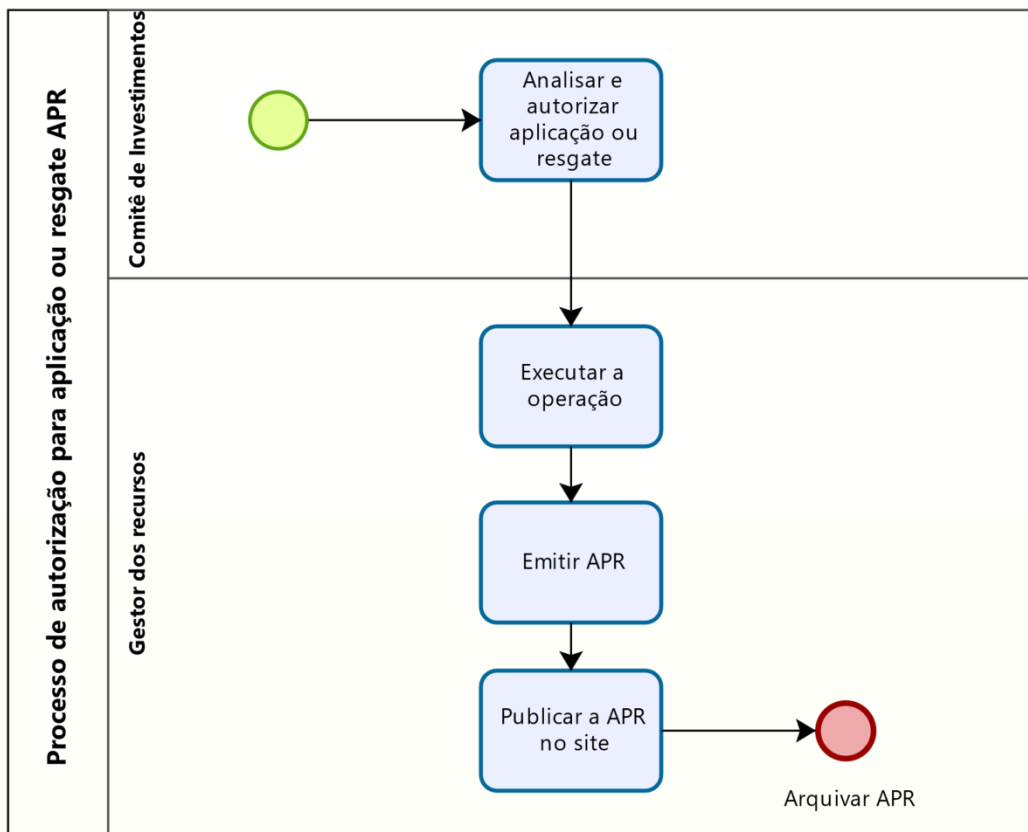 Processo de autorização para aplicação ou resgate APR
Comitê de Investimentos
Analisar e
autorizar
aplicação ou
resgate
Gestor dos recursos
Executar a
operação
Emitir APR
Publicar a APR
no site
Arquivar APR